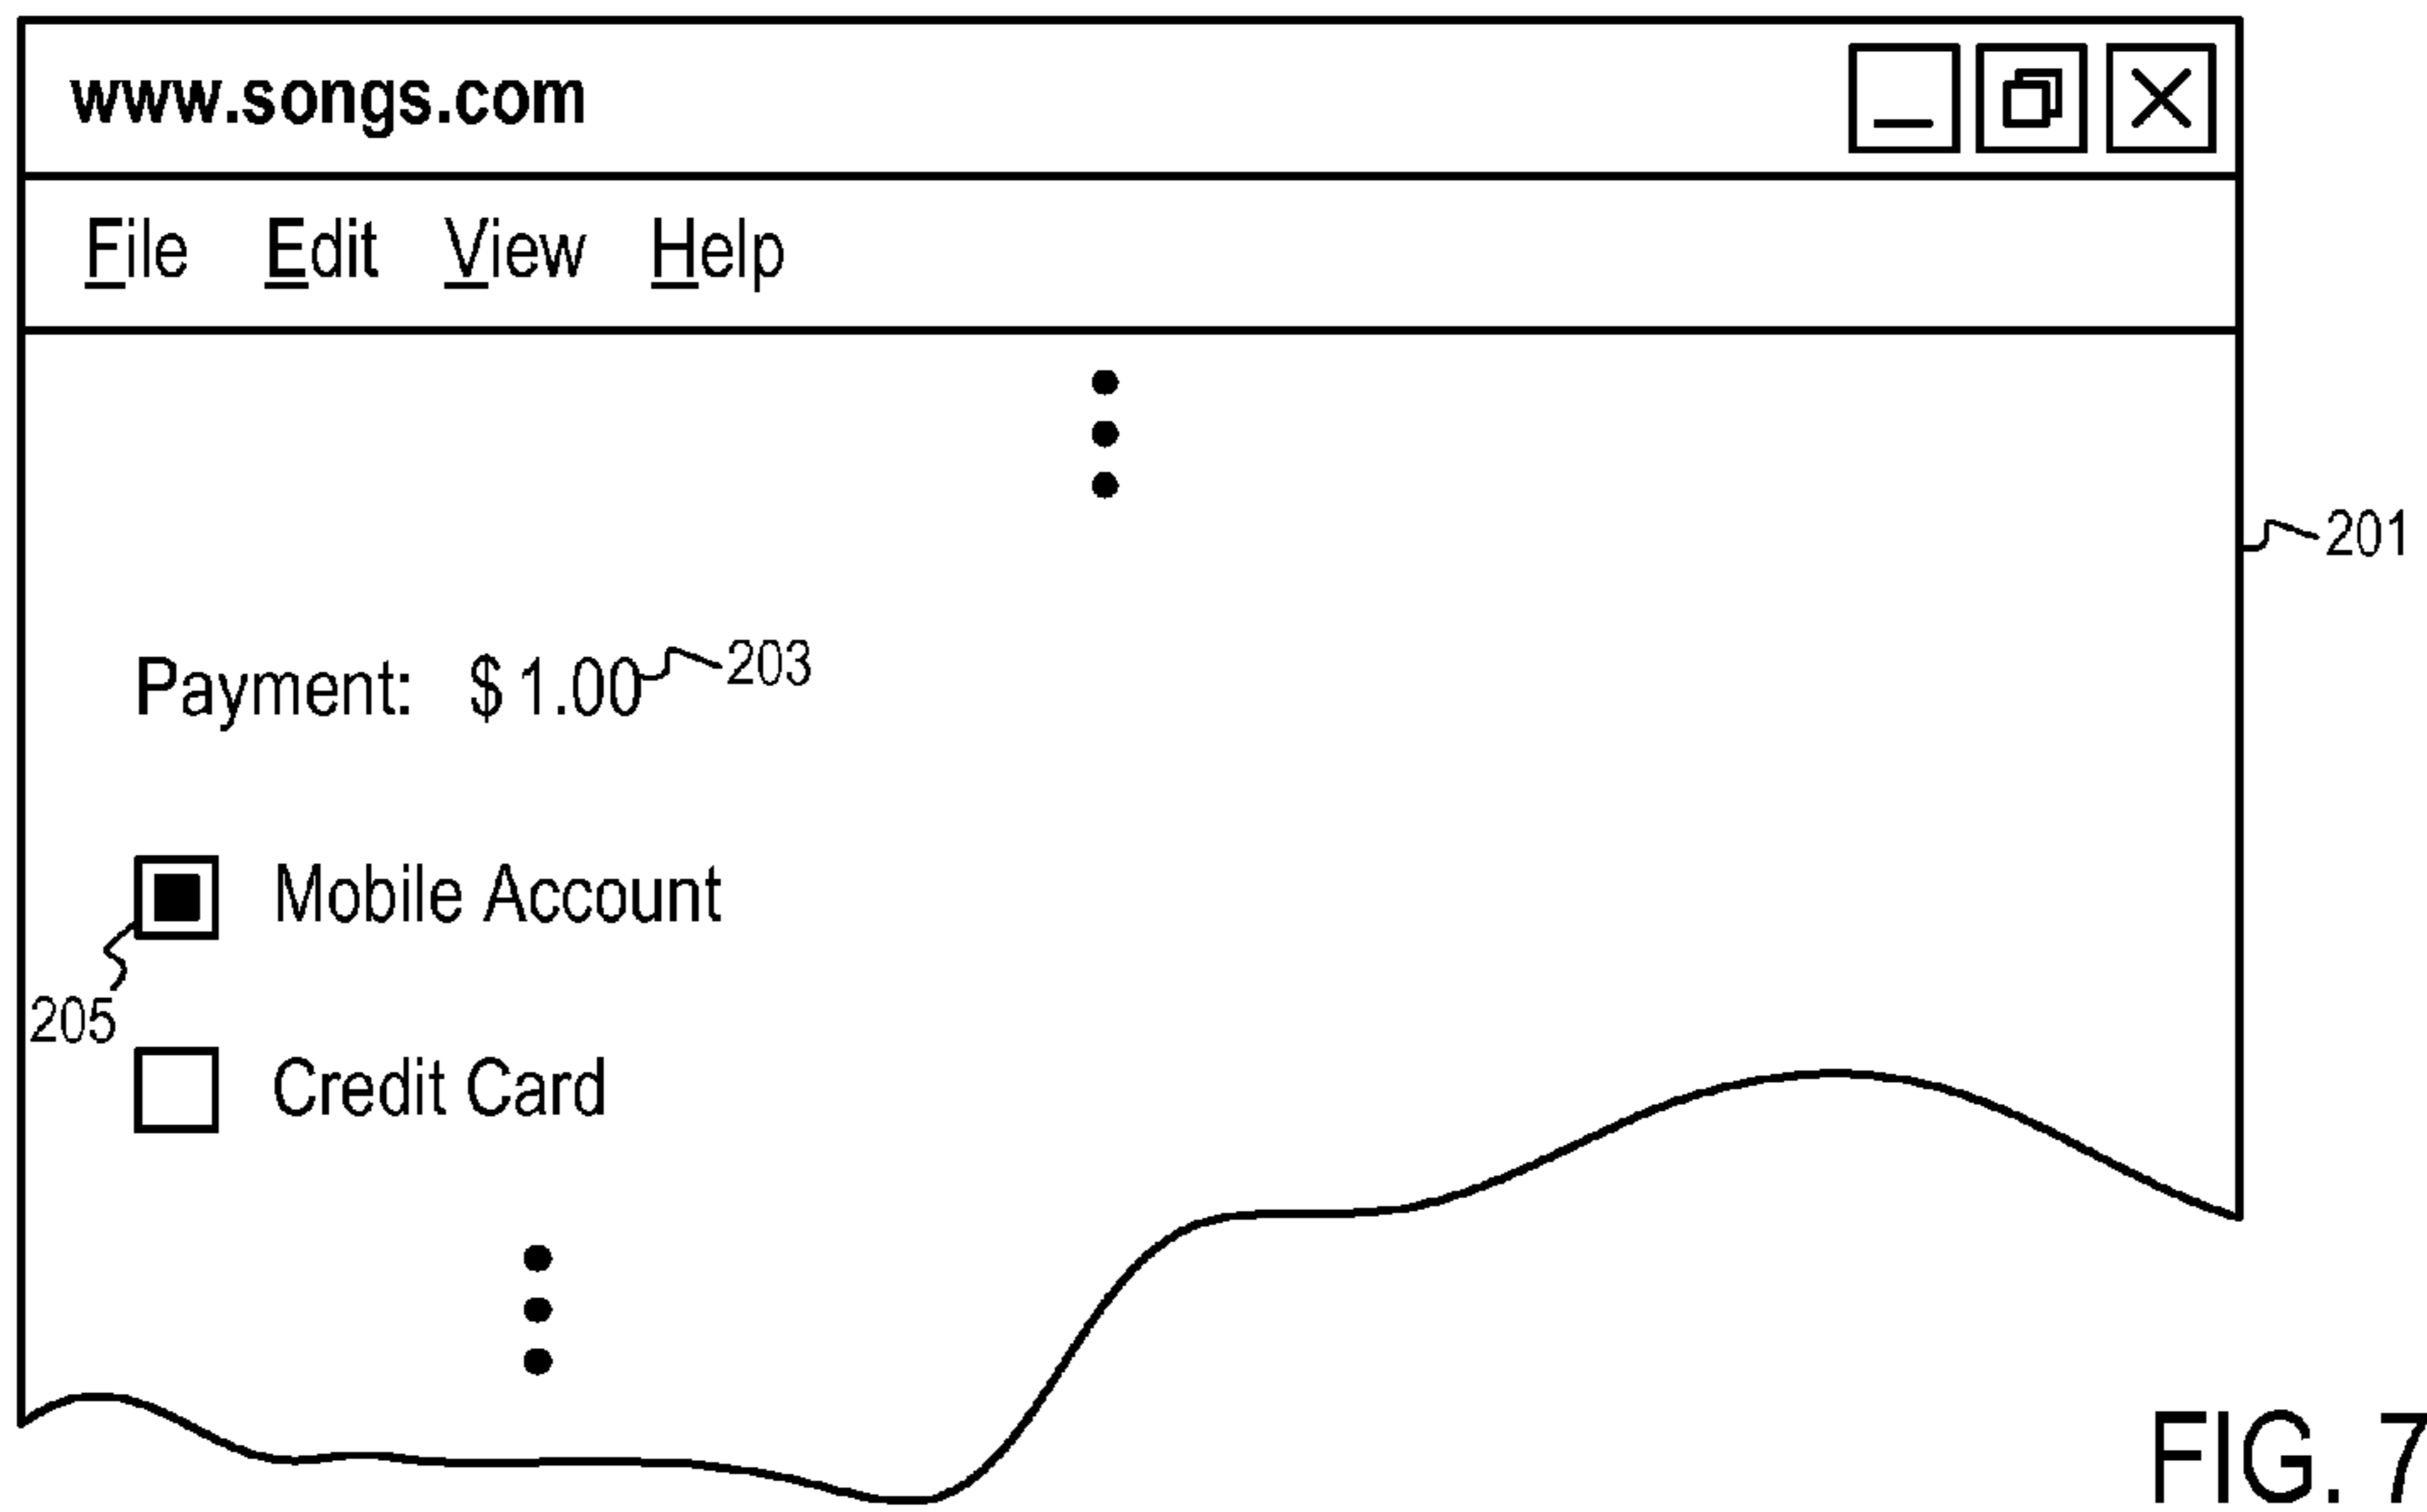 www.songs.com
File Edit View Help
201
Payment: $1.00 203
Mobile Account
205
Credit Card
FIG. 7